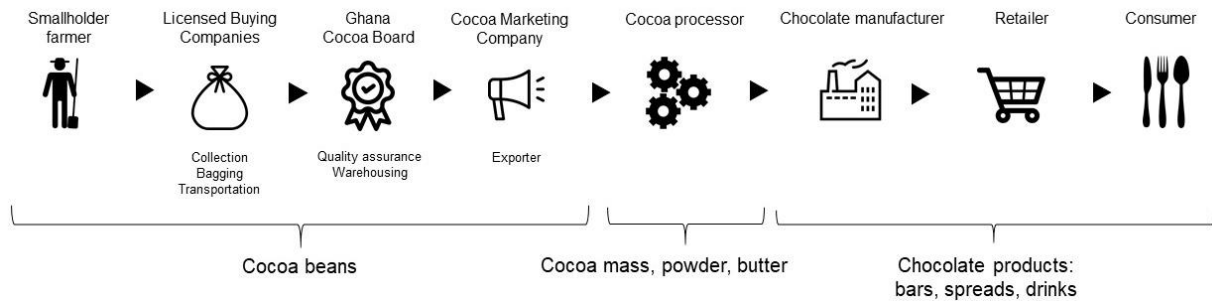 Smallholder
farmer
Licensed Buying
Companies
Ghana
Cocoa Board
Cocoa Marketing
Company
Cocoa processor
Chocolate manufacturer
Retailer
Consumer
Collection
Bagging
Transportation
Quality assurance
Warehousing
Exporter
Cocoa beans
Cocoa mass, powder, butter
Chocolate products:
bars, spreads, drinks